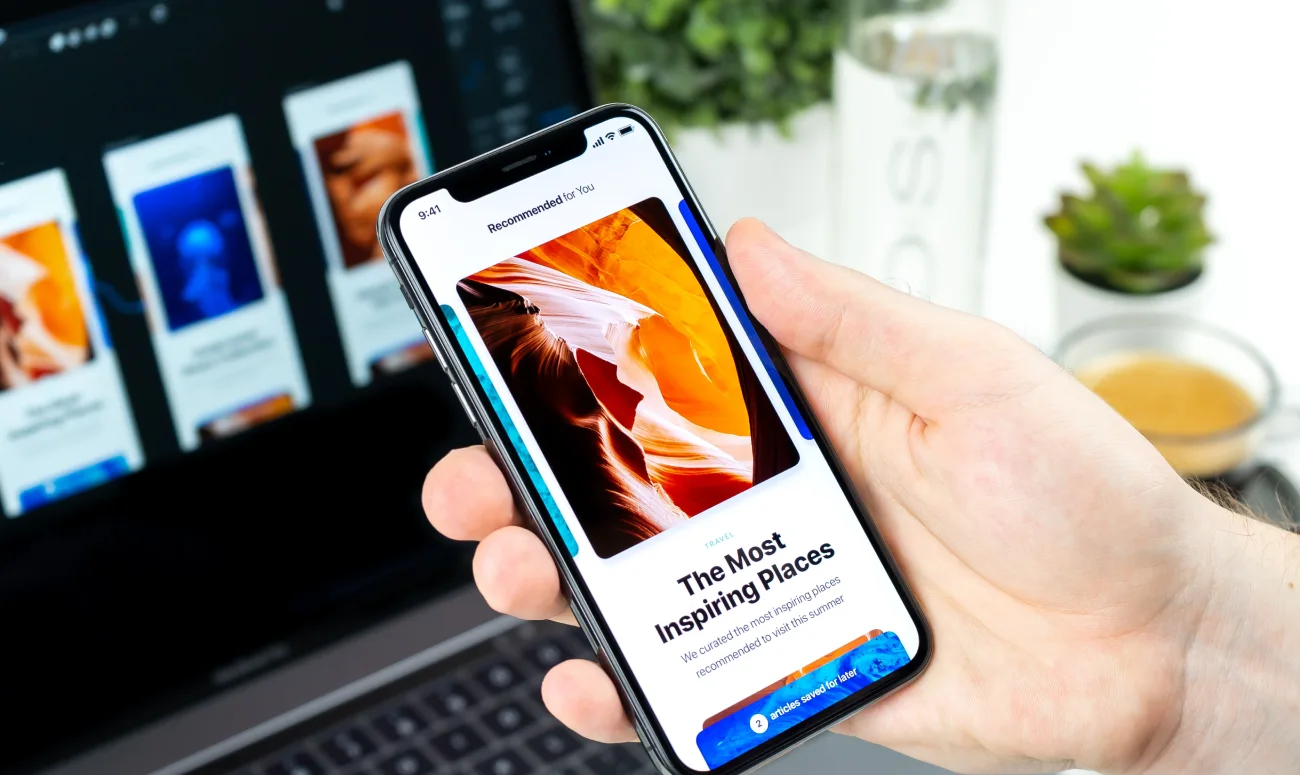 9:41
Recommended for You
TRAVEL
The Most
Inspiring Places
We curated the most inspiring places
recommended to visit this summer
2 articles saved for later